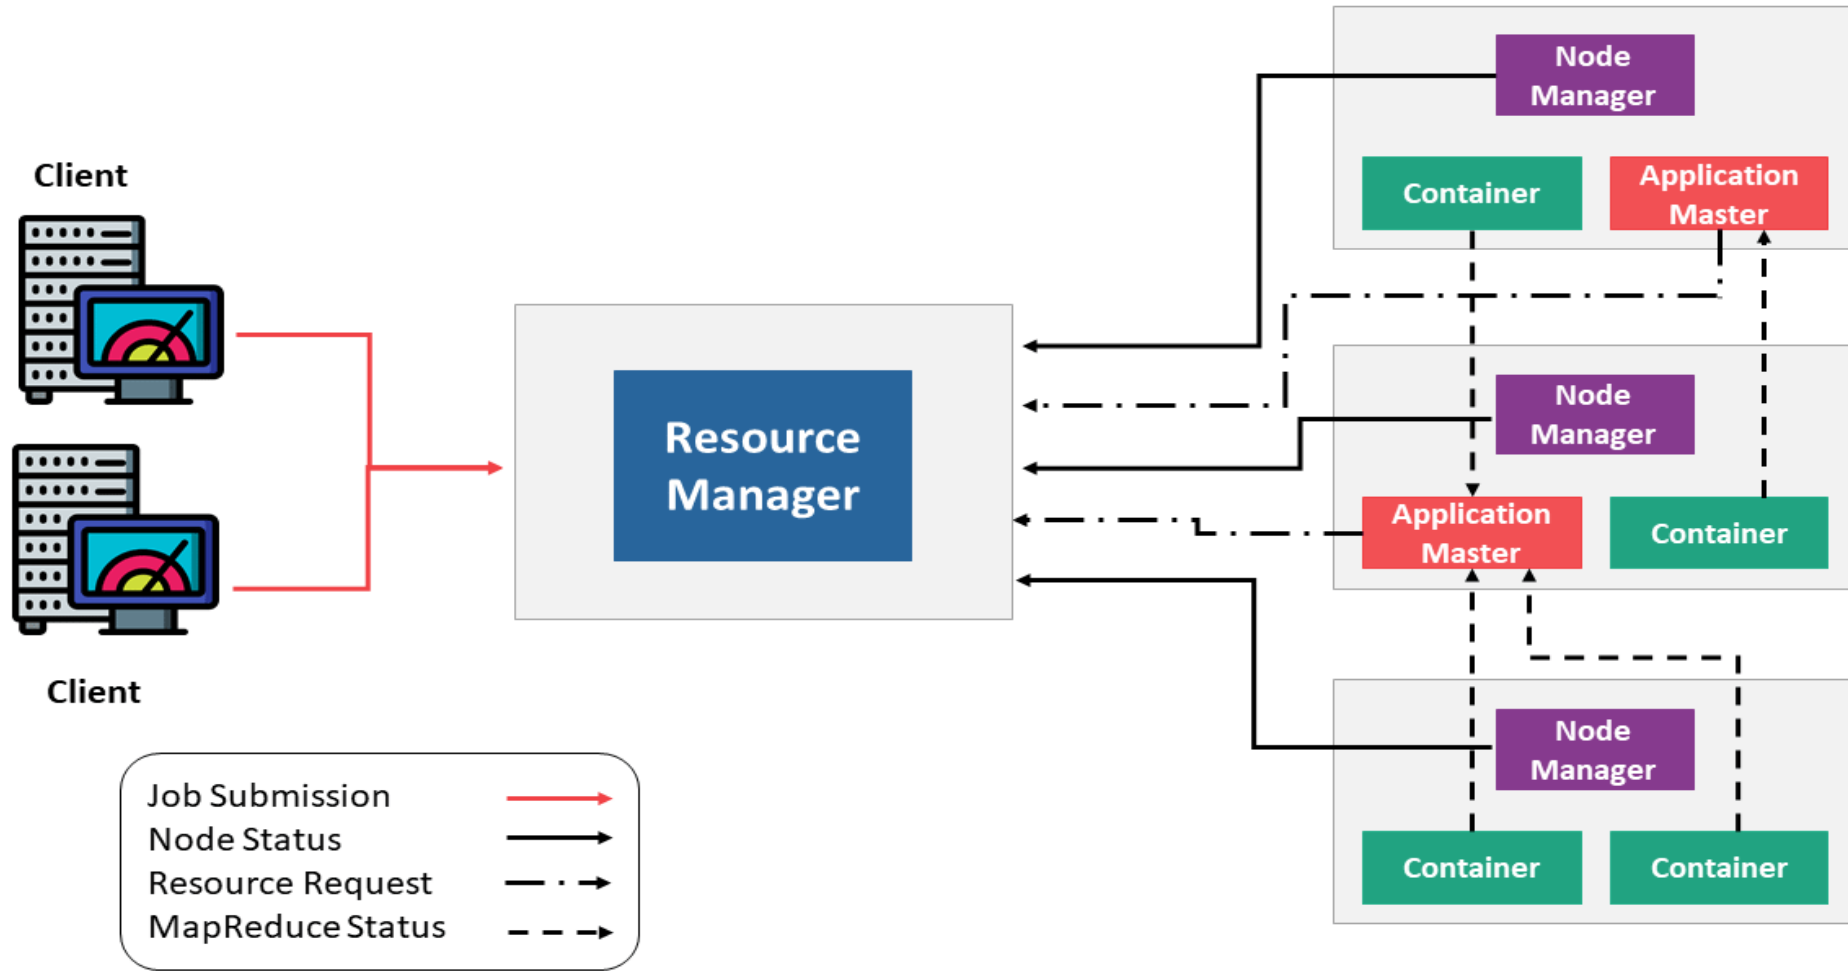 Client
Client
Resource
Manager
Node
Manager
Container
Application
Master
Node
Manager
Application
Master
Container
Node
Manager
Container
Container
Job Submission
Node Status
Resource Request
MapReduce Status